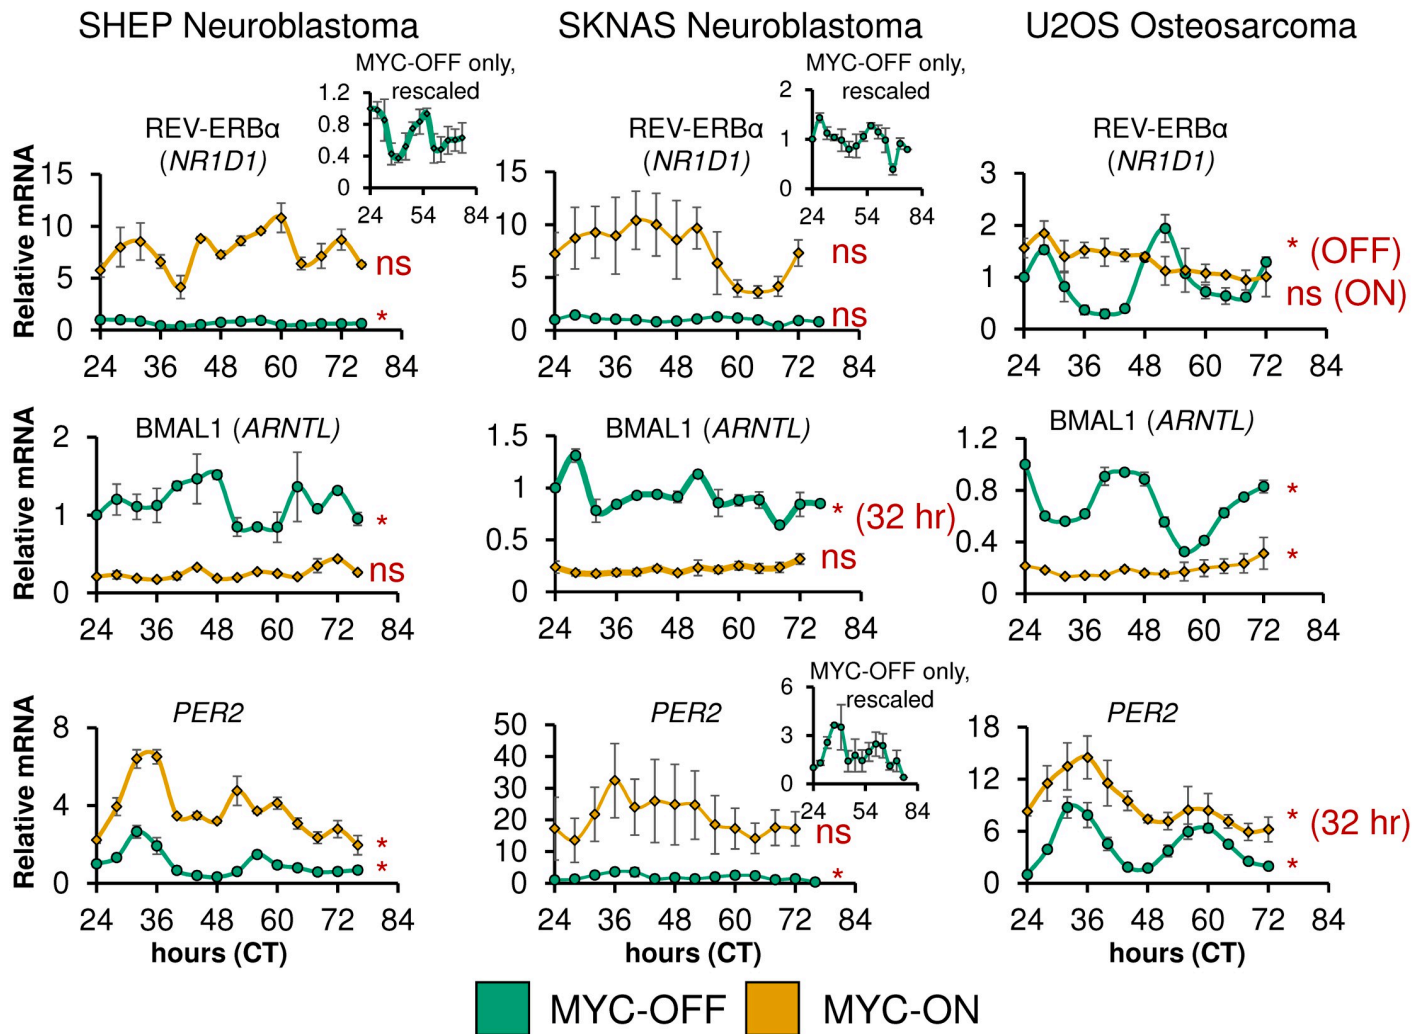 SHEP Neuroblastoma
SKNAS Neuroblastoma
U2OS Osteosarcoma
MYC-OFF only,
rescaled
1.2
0.8
0.4
0
24 54 84
MYC-OFF only,
rescaled
2
1
0
24 54 84
REV-ERBα
(NR1D1)
Relative mRNA
15
10
5
0
ns
*
24 36 48 60 72 84
REV-ERBα
(NR1D1)
15
10
5
0
ns
ns
24 36 48 60 72 84
REV-ERBα
(NR1D1)
3
2
1
0
* (OFF)
ns (ON)
24 36 48 60 72 84
BMAL1 (ARNTL)
Relative mRNA
2
1
0
*
ns
24 36 48 60 72 84
BMAL1 (ARNTL)
1.5
1
0.5
0
* (32 hr)
ns
24 36 48 60 72 84
BMAL1 (ARNTL)
1.2
0.8
0.4
0
*
*
24 36 48 60 72 84
PER2
Relative mRNA
8
4
0
*
*
24 36 48 60 72 84
hours (CT)
MYC-OFF only,
rescaled
6
3
0
24 54 84
PER2
50
40
30
20
10
0
ns
*
24 36 48 60 72 84
hours (CT)
PER2
18
12
6
0
* (32 hr)
*
24 36 48 60 72 84
hours (CT)
MYC-OFF MYC-ON